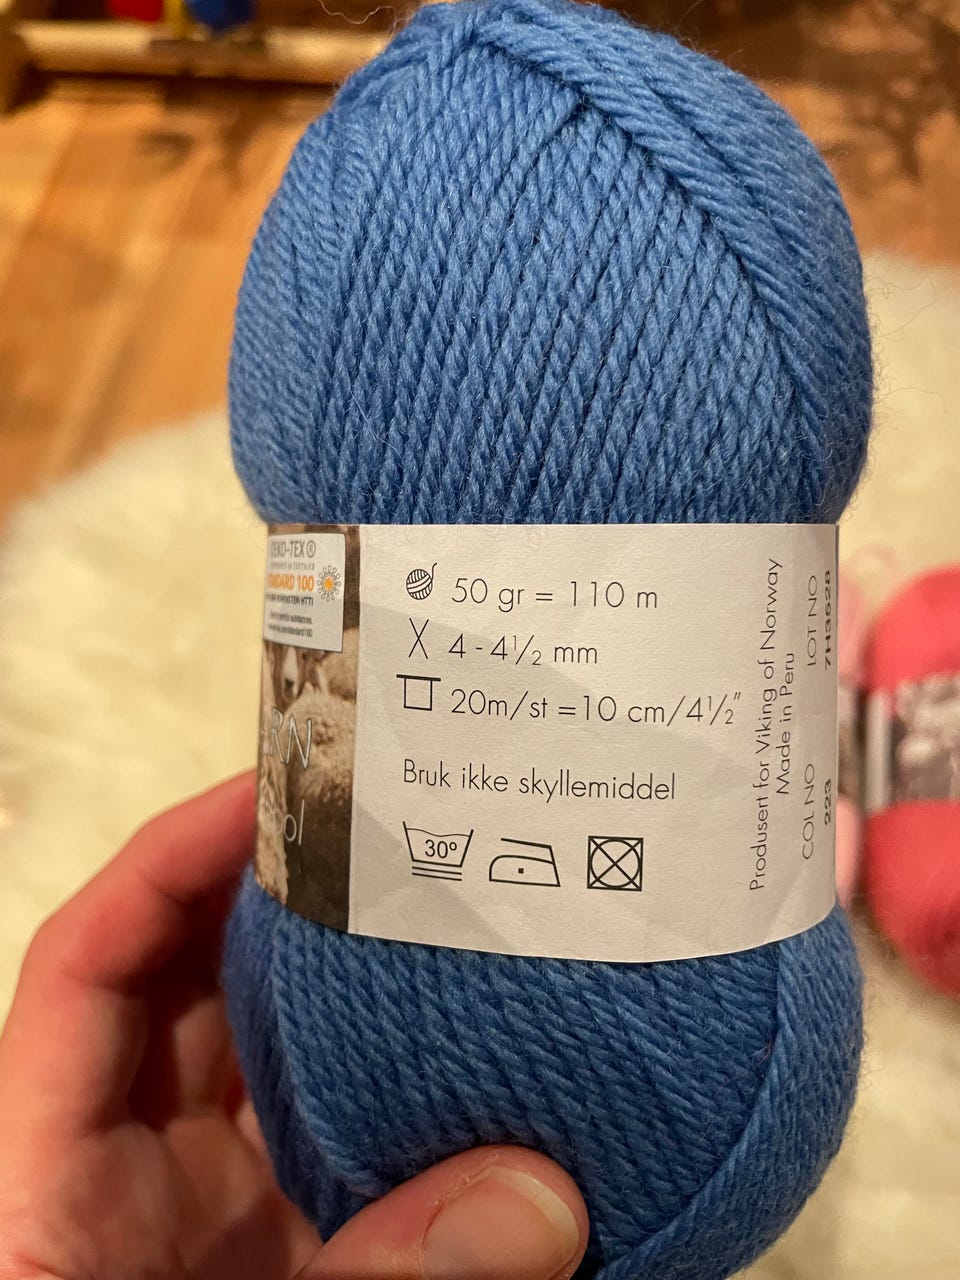 OEKO-TEX®
STANDARD 100
50 gr = 110 m
4 - 4½ mm
20m/st = 10 cm/4½"
Bruk ikke skyllemiddel
30°
Produsert for Viking of Norway
Made in Peru
COL NO
223
LOT NO
7H3628